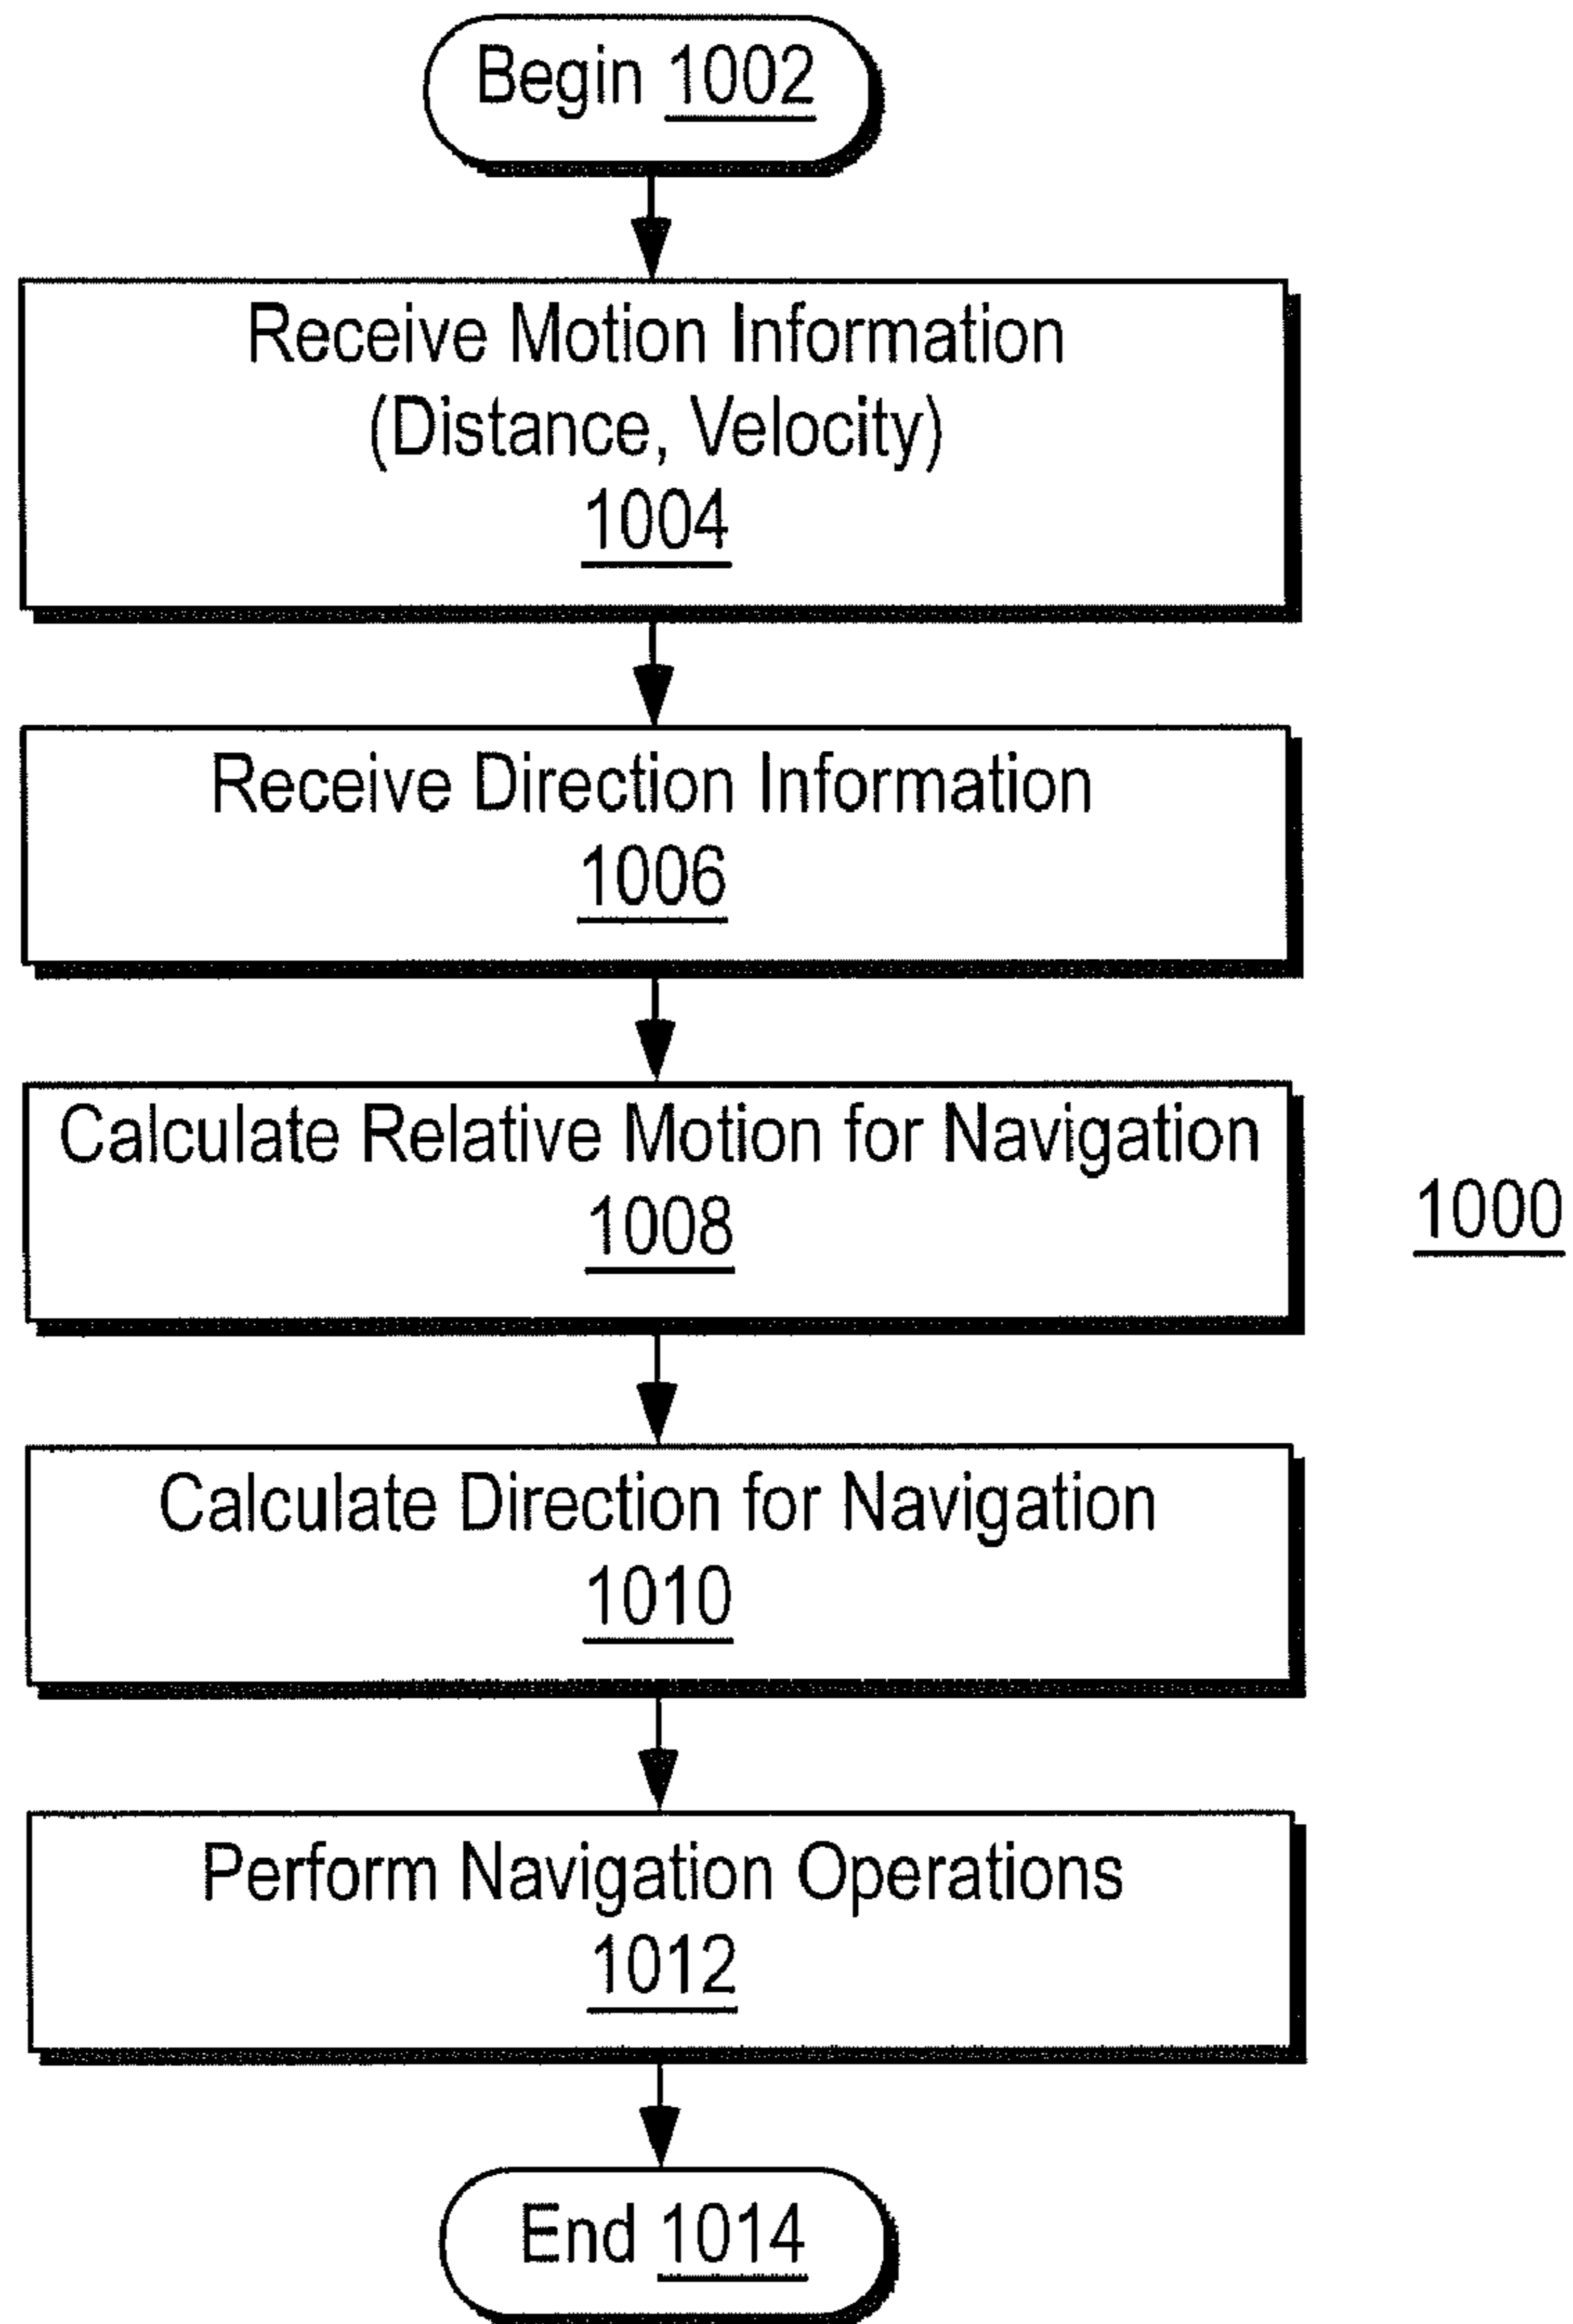 Begin 1002
Receive Motion Information
(Distance, Velocity)
1004
Receive Direction Information
1006
Calculate Relative Motion for Navigation
1008
1000
Calculate Direction for Navigation
1010
Perform Navigation Operations
1012
End 1014